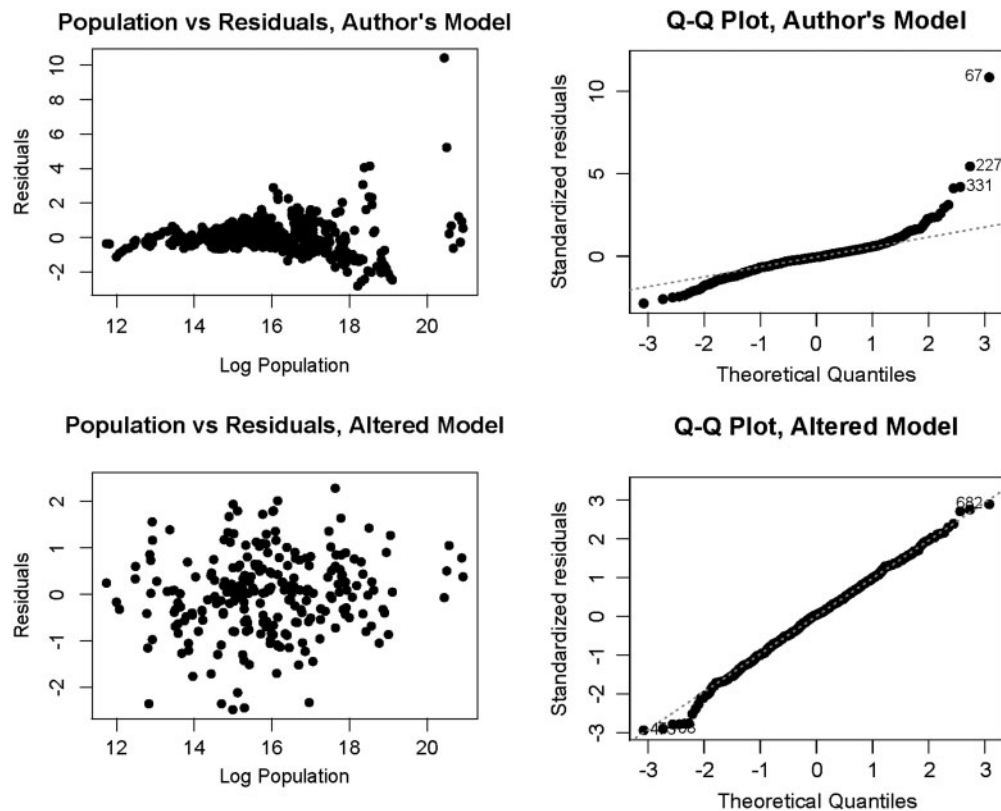 Population vs Residuals, Author's Model
Residuals
10
8
6
4
2
0
-2
12 14 16 18 20
Log Population
Q-Q Plot, Author's Model
Standardized residuals
10
5
0
67
227
331
-3 -2 -1 0 1 2 3
Theoretical Quantiles
Population vs Residuals, Altered Model
Residuals
2
1
0
-1
-2
12 14 16 18 20
Log Population
Q-Q Plot, Altered Model
Standardized residuals
3
2
1
0
-1
-2
-3
682
-3 -2 -1 0 1 2 3
Theoretical Quantiles